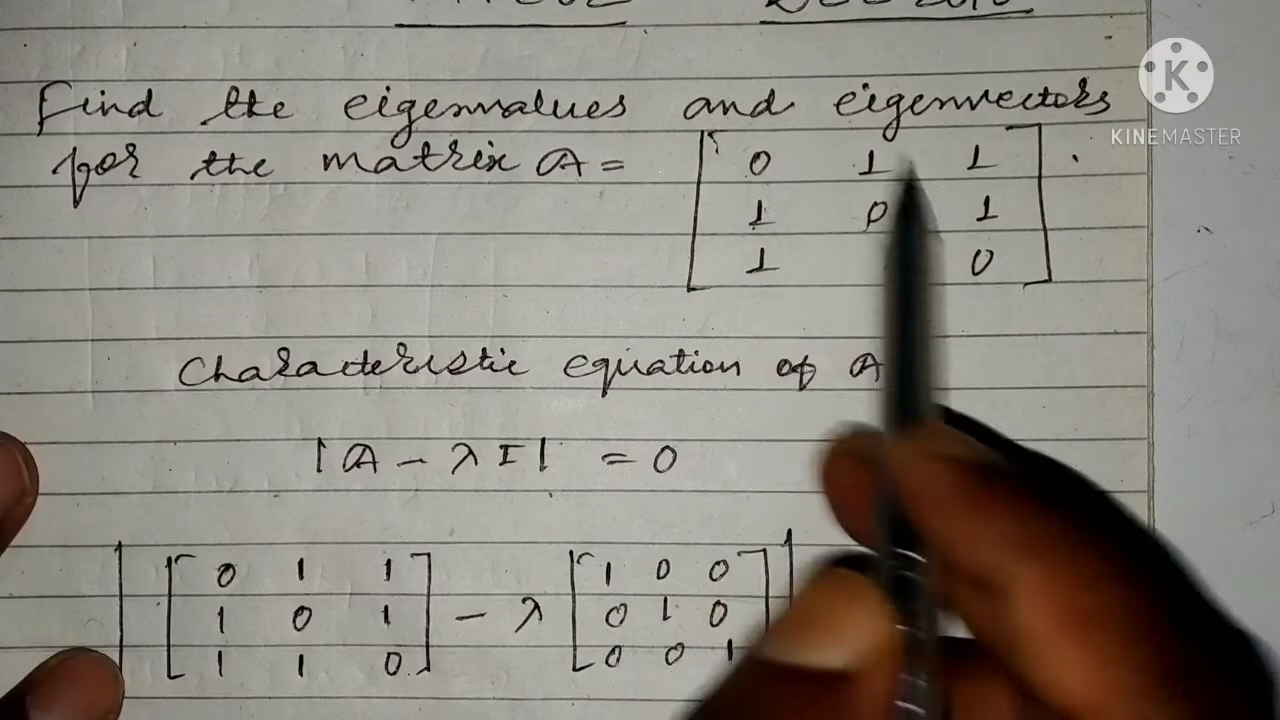 Find the eigenvalues and eigenvectors
for the matrix A = [ 0 1 1 ] .
1 0 1
1 0
Characteristic equation of A
|A - λI| = 0
| [ 0 1 1 ] - λ [ 1 0 0 ] |
1 0 1 0 1 0
1 1 0 0 0 1
K
KINEMASTER